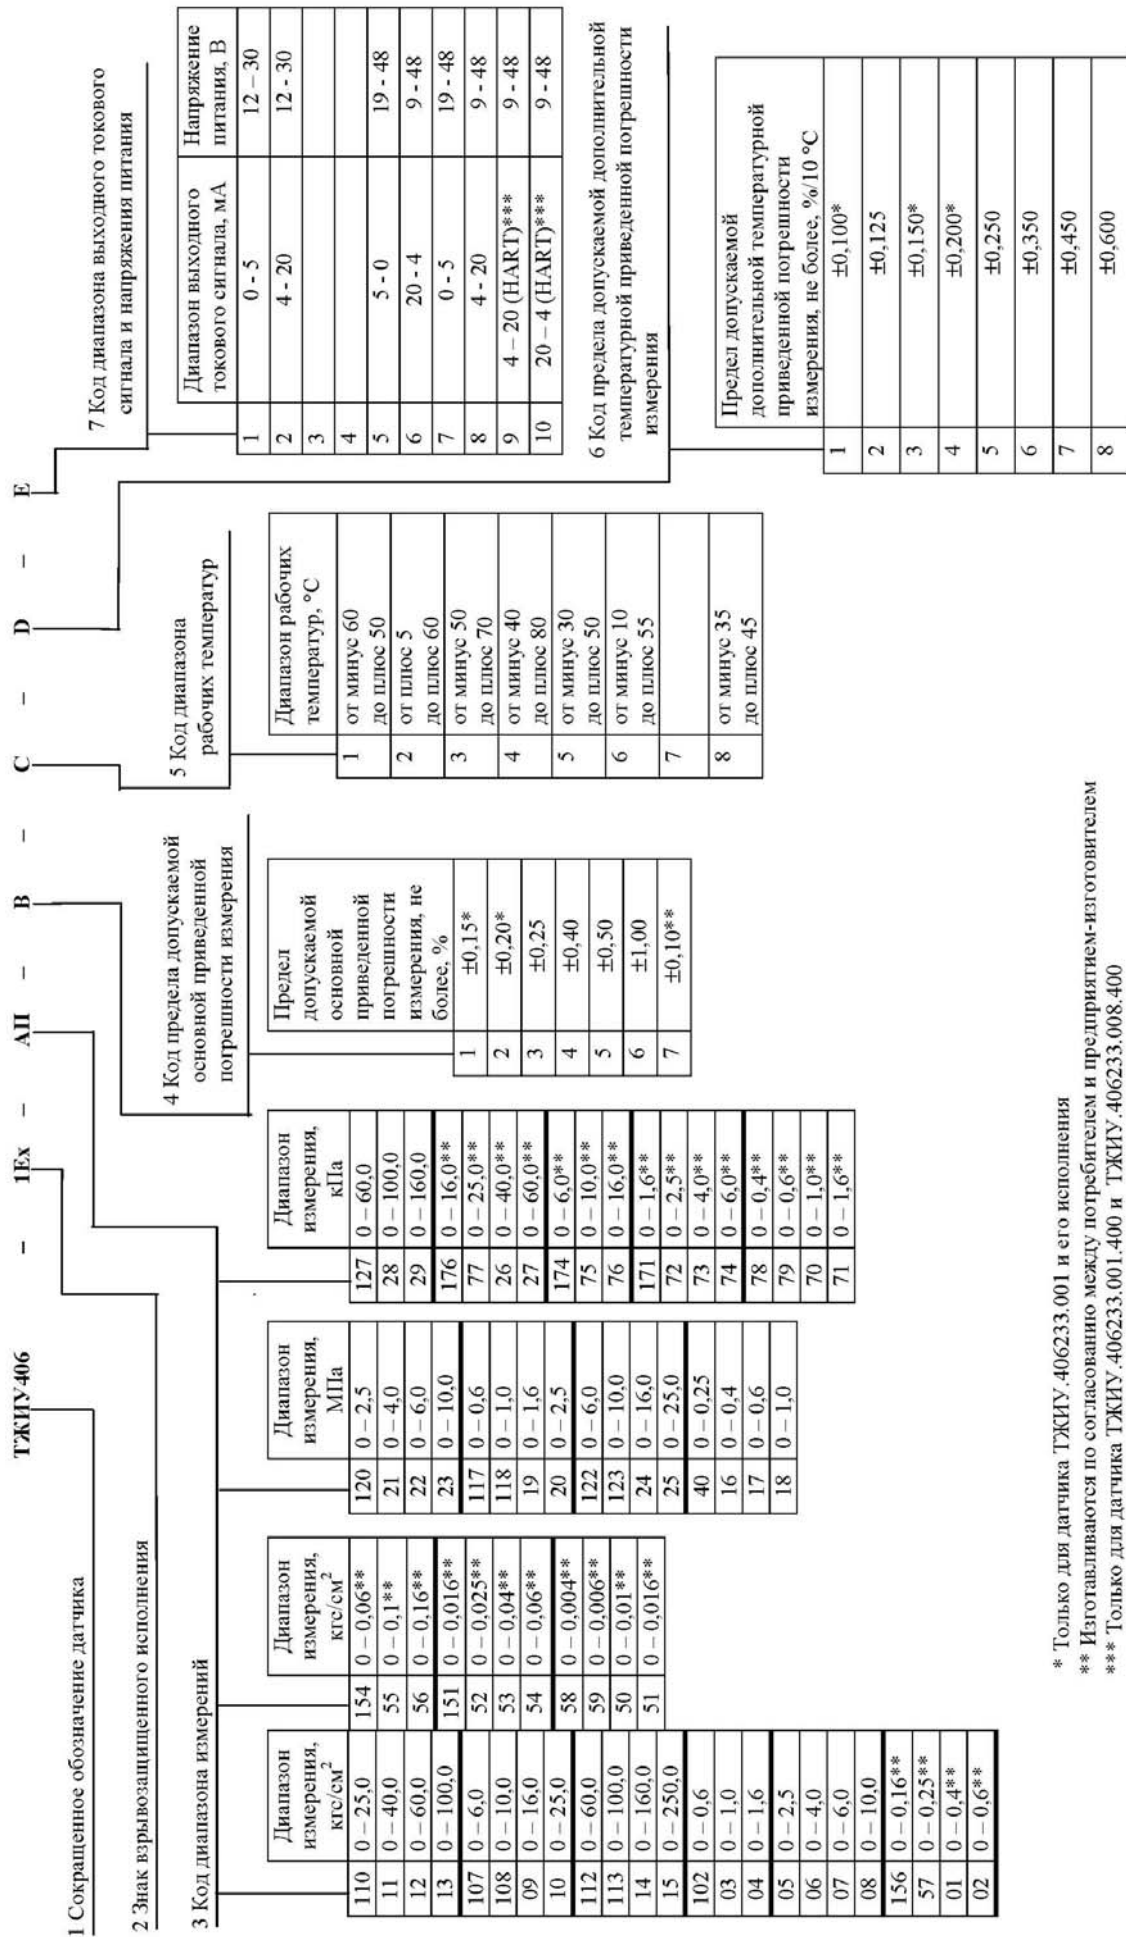 ТЖИУ406 – 1Ex – АП – В – С – D – Е
1 Сокращенное обозначение датчика
2 Знак взрывозащищенного исполнения
3 Код диапазона измерений
Диапазон
измерения,
кгс/см²
110 0 – 25,0
11 0 – 40,0
12 0 – 60,0
13 0 – 100,0
107 0 – 6,0
108 0 – 10,0
09 0 – 16,0
10 0 – 25,0
112 0 – 60,0
113 0 – 100,0
14 0 – 160,0
15 0 – 250,0
102 0 – 0,6
03 0 – 1,0
04 0 – 1,6
05 0 – 2,5
06 0 – 4,0
07 0 – 6,0
08 0 – 10,0
156 0 – 0,16**
57 0 – 0,25**
01 0 – 0,4**
02 0 – 0,6**
Диапазон
измерения,
кгс/см²
154 0 – 0,06**
55 0 – 0,1**
56 0 – 0,16**
151 0 – 0,016**
52 0 – 0,025**
53 0 – 0,04**
54 0 – 0,06**
58 0 – 0,004**
59 0 – 0,006**
50 0 – 0,01**
51 0 – 0,016**
Диапазон
измерения,
МПа
120 0 – 2,5
21 0 – 4,0
22 0 – 6,0
23 0 – 10,0
117 0 – 0,6
118 0 – 1,0
19 0 – 1,6
20 0 – 2,5
122 0 – 6,0
123 0 – 10,0
24 0 – 16,0
25 0 – 25,0
40 0 – 0,25
16 0 – 0,4
17 0 – 0,6
18 0 – 1,0
Диапазон
измерения,
кПа
127 0 – 60,0
28 0 – 100,0
29 0 – 160,0
176 0 – 16,0**
77 0 – 25,0**
26 0 – 40,0**
27 0 – 60,0**
174 0 – 6,0**
75 0 – 10,0**
76 0 – 16,0**
171 0 – 1,6**
72 0 – 2,5**
73 0 – 4,0**
74 0 – 6,0**
78 0 – 0,4**
79 0 – 0,6**
70 0 – 1,0**
71 0 – 1,6**
4 Код предела допускаемой
основной приведенной
погрешности измерения
Предел
допускаемой
основной
приведенной
погрешности
измерения, не
более, %
1 ±0,15*
2 ±0,20*
3 ±0,25
4 ±0,40
5 ±0,50
6 ±1,00
7 ±0,10**
5 Код диапазона
рабочих температур
Диапазон рабочих
температур, °С
1 от минус 60
до плюс 50
2 от плюс 5
до плюс 60
3 от минус 50
до плюс 70
4 от минус 40
до плюс 80
5 от минус 30
до плюс 50
6 от минус 10
до плюс 55
7
8 от минус 35
до плюс 45
7 Код диапазона выходного токового
сигнала и напряжения питания
Диапазон выходного Напряжение
токового сигнала, мА питания, В
1 0 - 5 12 – 30
2 4 - 20 12 - 30
3
4
5 5 - 0 19 - 48
6 20 - 4 9 - 48
7 0 - 5 19 - 48
8 4 - 20 9 - 48
9 4 – 20 (HART)*** 9 - 48
10 20 – 4 (HART)*** 9 - 48
6 Код предела допускаемой дополнительной
температурной приведенной погрешности
измерения
Предел допускаемой
дополнительной температурной
приведенной погрешности
измерения, не более, %/10 °С
1 ±0,100*
2 ±0,125
3 ±0,150*
4 ±0,200*
5 ±0,250
6 ±0,350
7 ±0,450
8 ±0,600
* Только для датчика ТЖИУ.406233.001 и его исполнения
** Изготавливаются по согласованию между потребителем и предприятием-изготовителем
*** Только для датчика ТЖИУ.406233.001.400 и ТЖИУ.406233.008.400